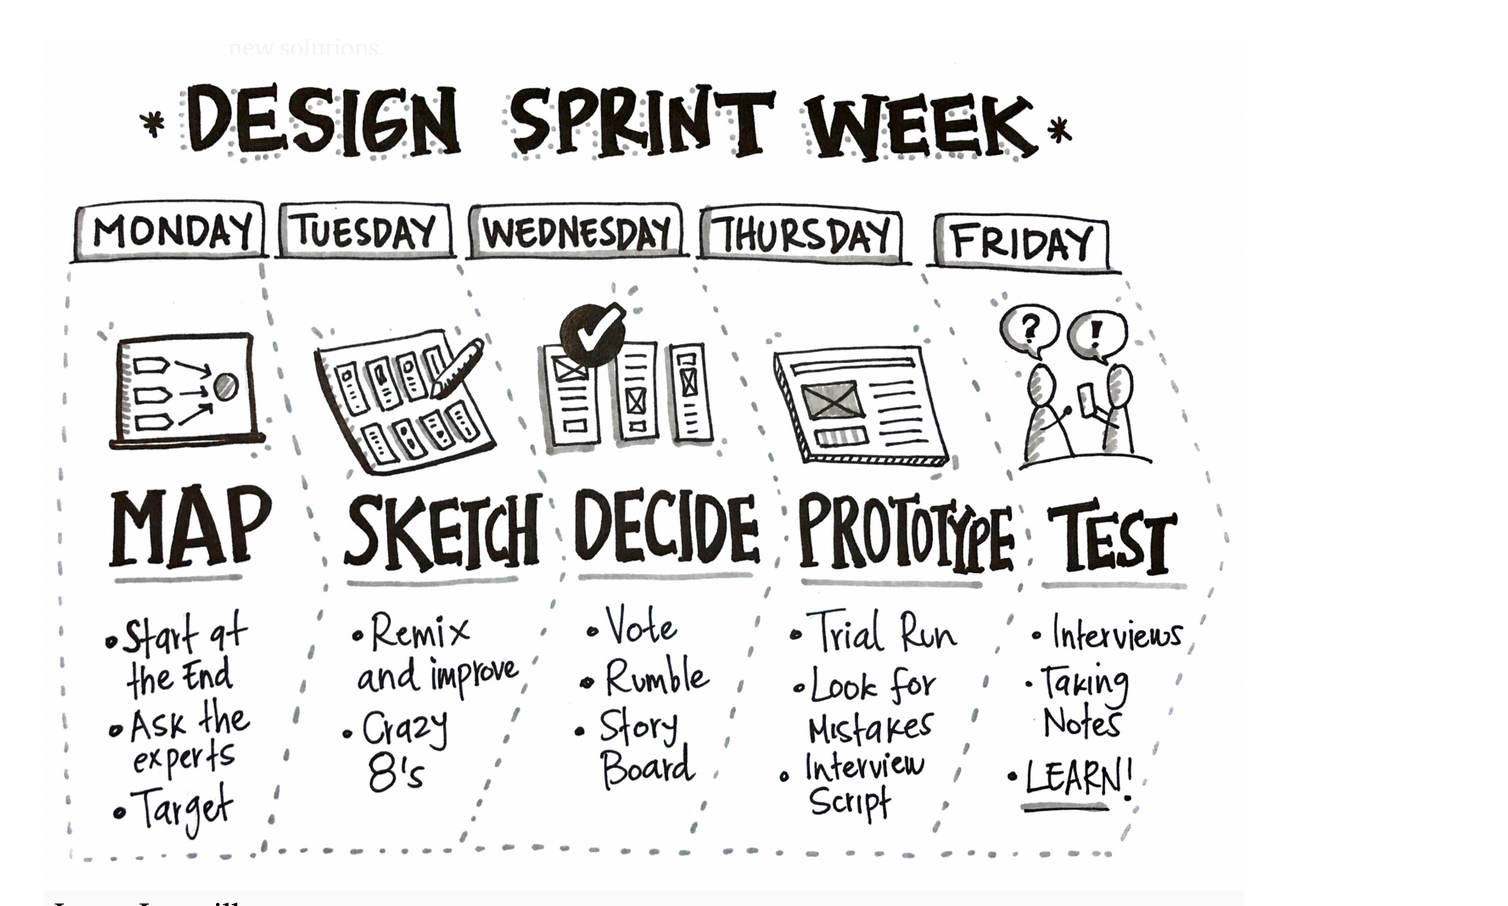 new solutions.
* DESIGN SPRINT WEEK *
MONDAY
TUESDAY
WEDNESDAY
THURSDAY
FRIDAY
?
!
MAP
• Start at
the End
• Ask the
experts
• Target
SKETCH
• Remix
and improve
• Crazy
8's
DECIDE
• Vote
• Rumble
• Story
Board
PROTOTYPE
• Trial Run
• Look for
Mistakes
• Interview
Script
TEST
• Interviews
• Taking
Notes
• LEARN!